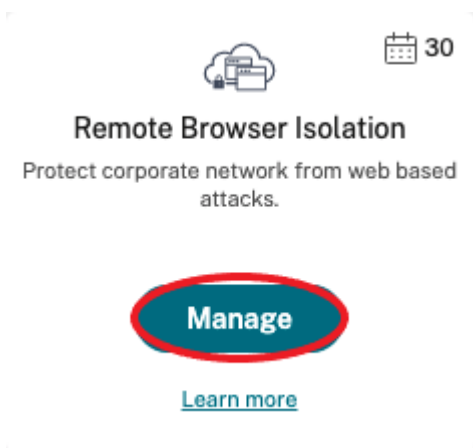 30
Remote Browser Isolation
Protect corporate network from web based
attacks.
Manage
Learn more